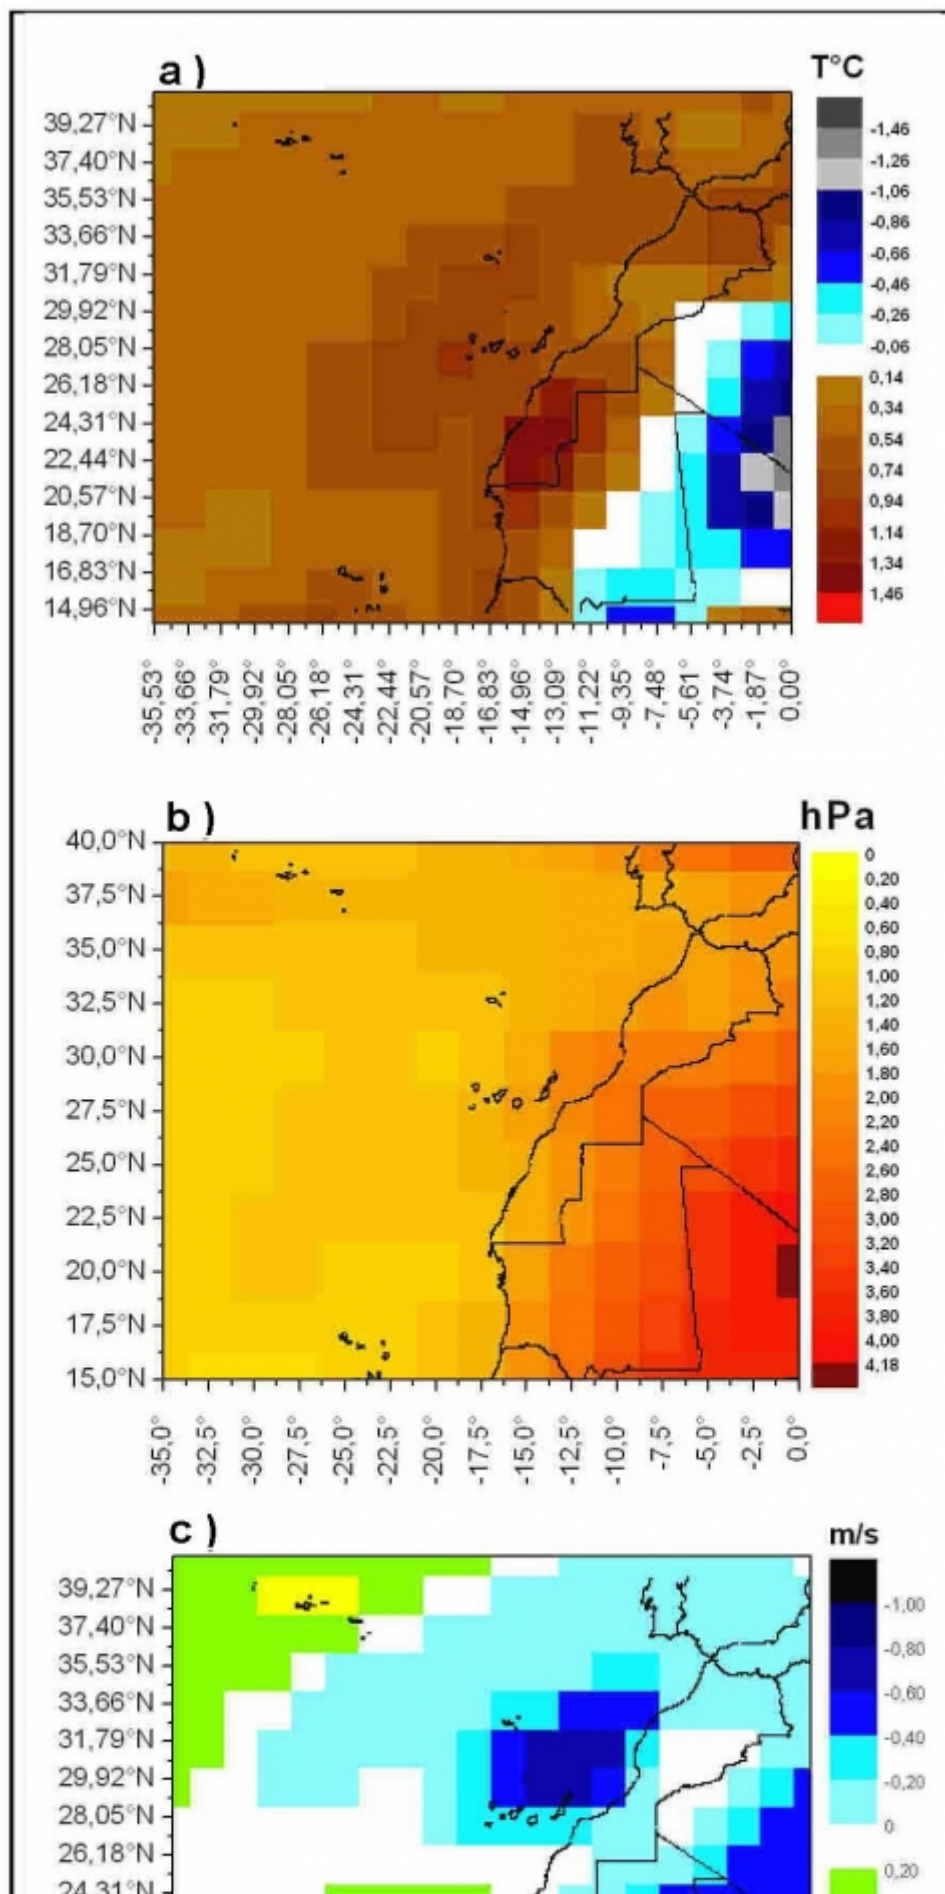 a )
T°C
39,27°N
37,40°N
35,53°N
33,66°N
31,79°N
29,92°N
28,05°N
26,18°N
24,31°N
22,44°N
20,57°N
18,70°N
16,83°N
14,96°N
-1,46
-1,26
-1,06
-0,86
-0,66
-0,46
-0,26
-0,06
0,14
0,34
0,54
0,74
0,94
1,14
1,34
1,46
-35,53°
-33,66°
-31,79°
-29,92°
-28,05°
-26,18°
-24,31°
-22,44°
-20,57°
-18,70°
-16,83°
-14,96°
-13,09°
-11,22°
-9,35°
-7,48°
-5,61°
-3,74°
-1,87°
0,00°
b )
hPa
40,0°N
37,5°N
35,0°N
32,5°N
30,0°N
27,5°N
25,0°N
22,5°N
20,0°N
17,5°N
15,0°N
0
0,20
0,40
0,60
0,80
1,00
1,20
1,40
1,60
1,80
2,00
2,20
2,40
2,60
2,80
3,00
3,20
3,40
3,60
3,80
4,00
4,18
-35,0°
-32,5°
-30,0°
-27,5°
-25,0°
-22,5°
-20,0°
-17,5°
-15,0°
-12,5°
-10,0°
-7,5°
-5,0°
-2,5°
0,0°
c )
m/s
39,27°N
37,40°N
35,53°N
33,66°N
31,79°N
29,92°N
28,05°N
26,18°N
24,31°N
-1,00
-0,80
-0,60
-0,40
-0,20
0
0,20